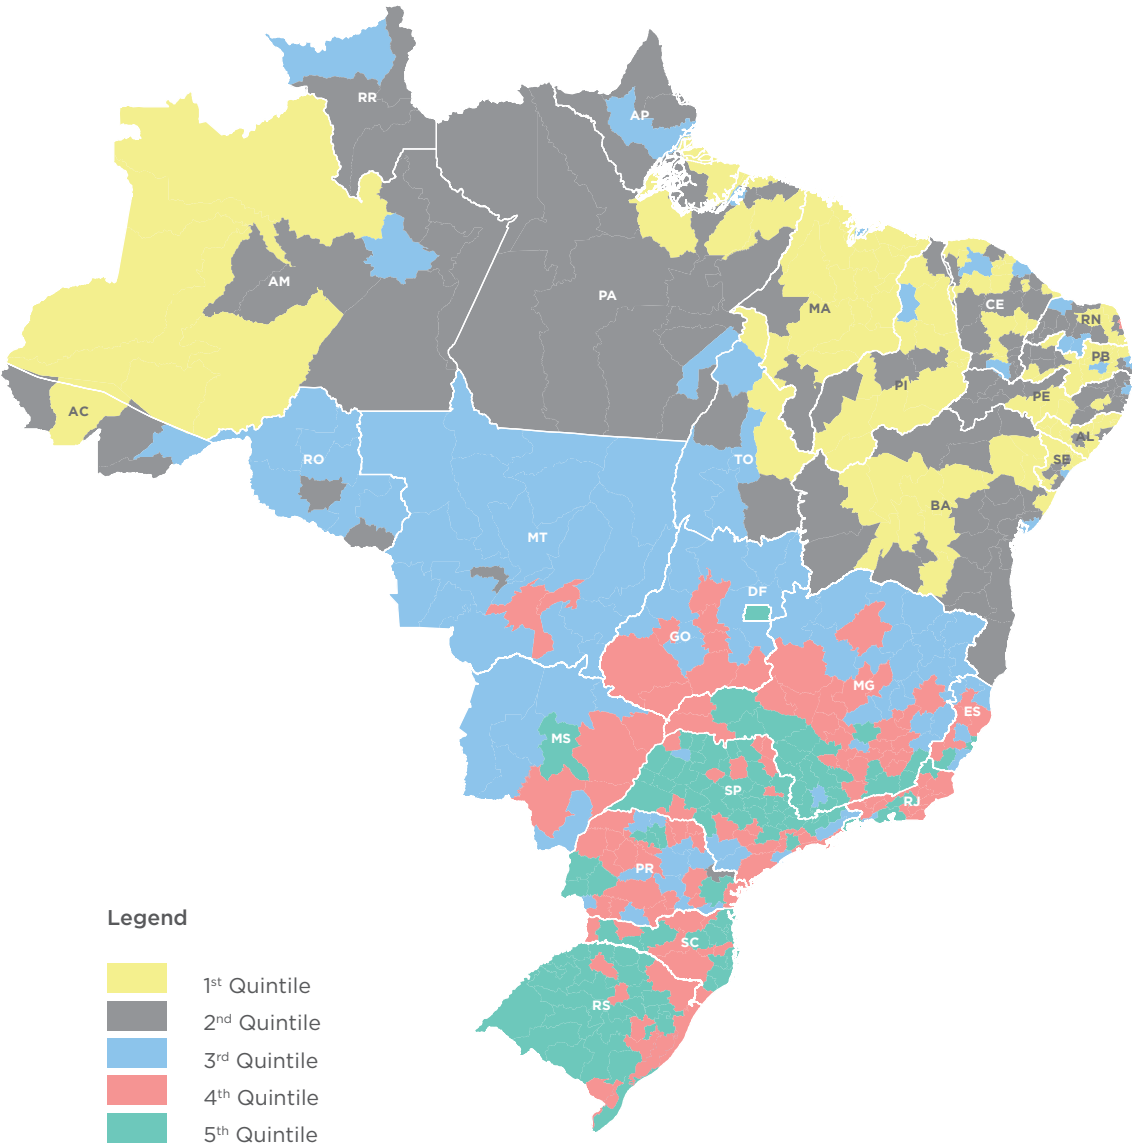 RR
AP
AM
PA
MA
CE
RN
PB
PI
PE
AC
AL
RO
TO
SE
BA
MT
DF
GO
MG
ES
MS
SP
RJ
PR
SC
RS
Legend
1st Quintile
2nd Quintile
3rd Quintile
4th Quintile
5th Quintile